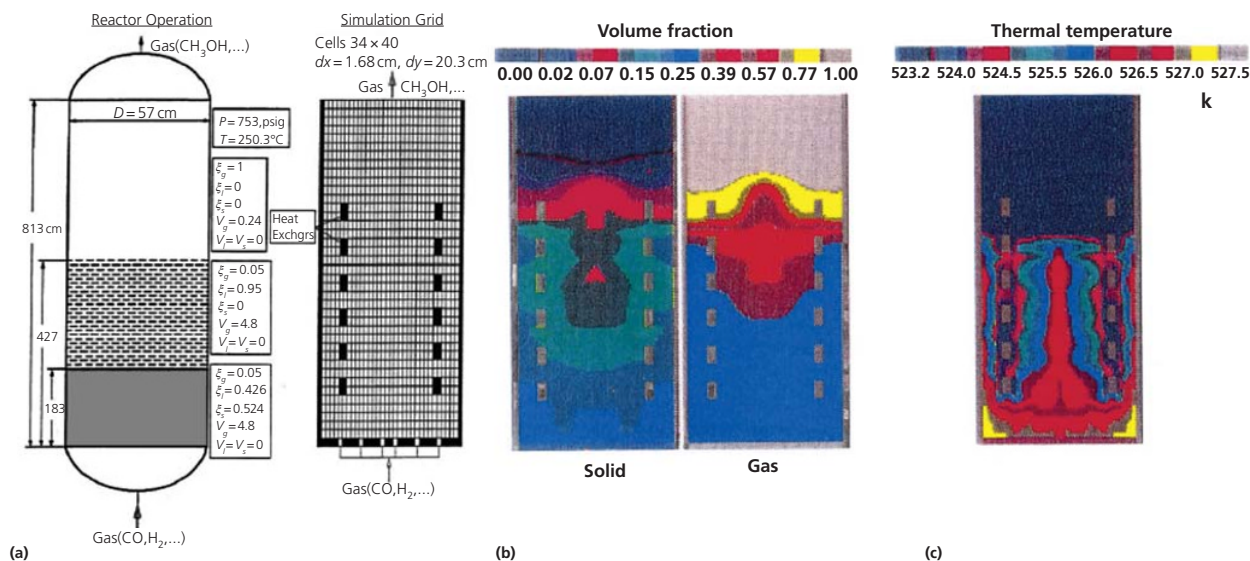 Reactor Operation
Gas(CH₃OH,...)
D = 57 cm
813 cm
427
183
P = 753,psig
T = 250.3°C
ξg = 1
ξl = 0
ξs = 0
Vg = 0.24
Vl = Vs = 0
ξg = 0.05
ξl = 0.95
ξs = 0
Vg = 4.8
Vl = Vs = 0
ξg = 0.05
ξl = 0.426
ξs = 0.524
Vg = 4.8
Vl = Vs = 0
Gas(CO,H₂,...)
(a)
Simulation Grid
Cells 34 × 40
dx = 1.68 cm, dy = 20.3 cm
Gas CH₃OH,...
Heat
Exchgrs
Gas(CO,H₂,...)
Volume fraction
0.00 0.02 0.07 0.15 0.25 0.39 0.57 0.77 1.00
Solid
Gas
(b)
Thermal temperature
523.2 524.0 524.5 525.5 526.0 526.5 527.0 527.5
k
(c)